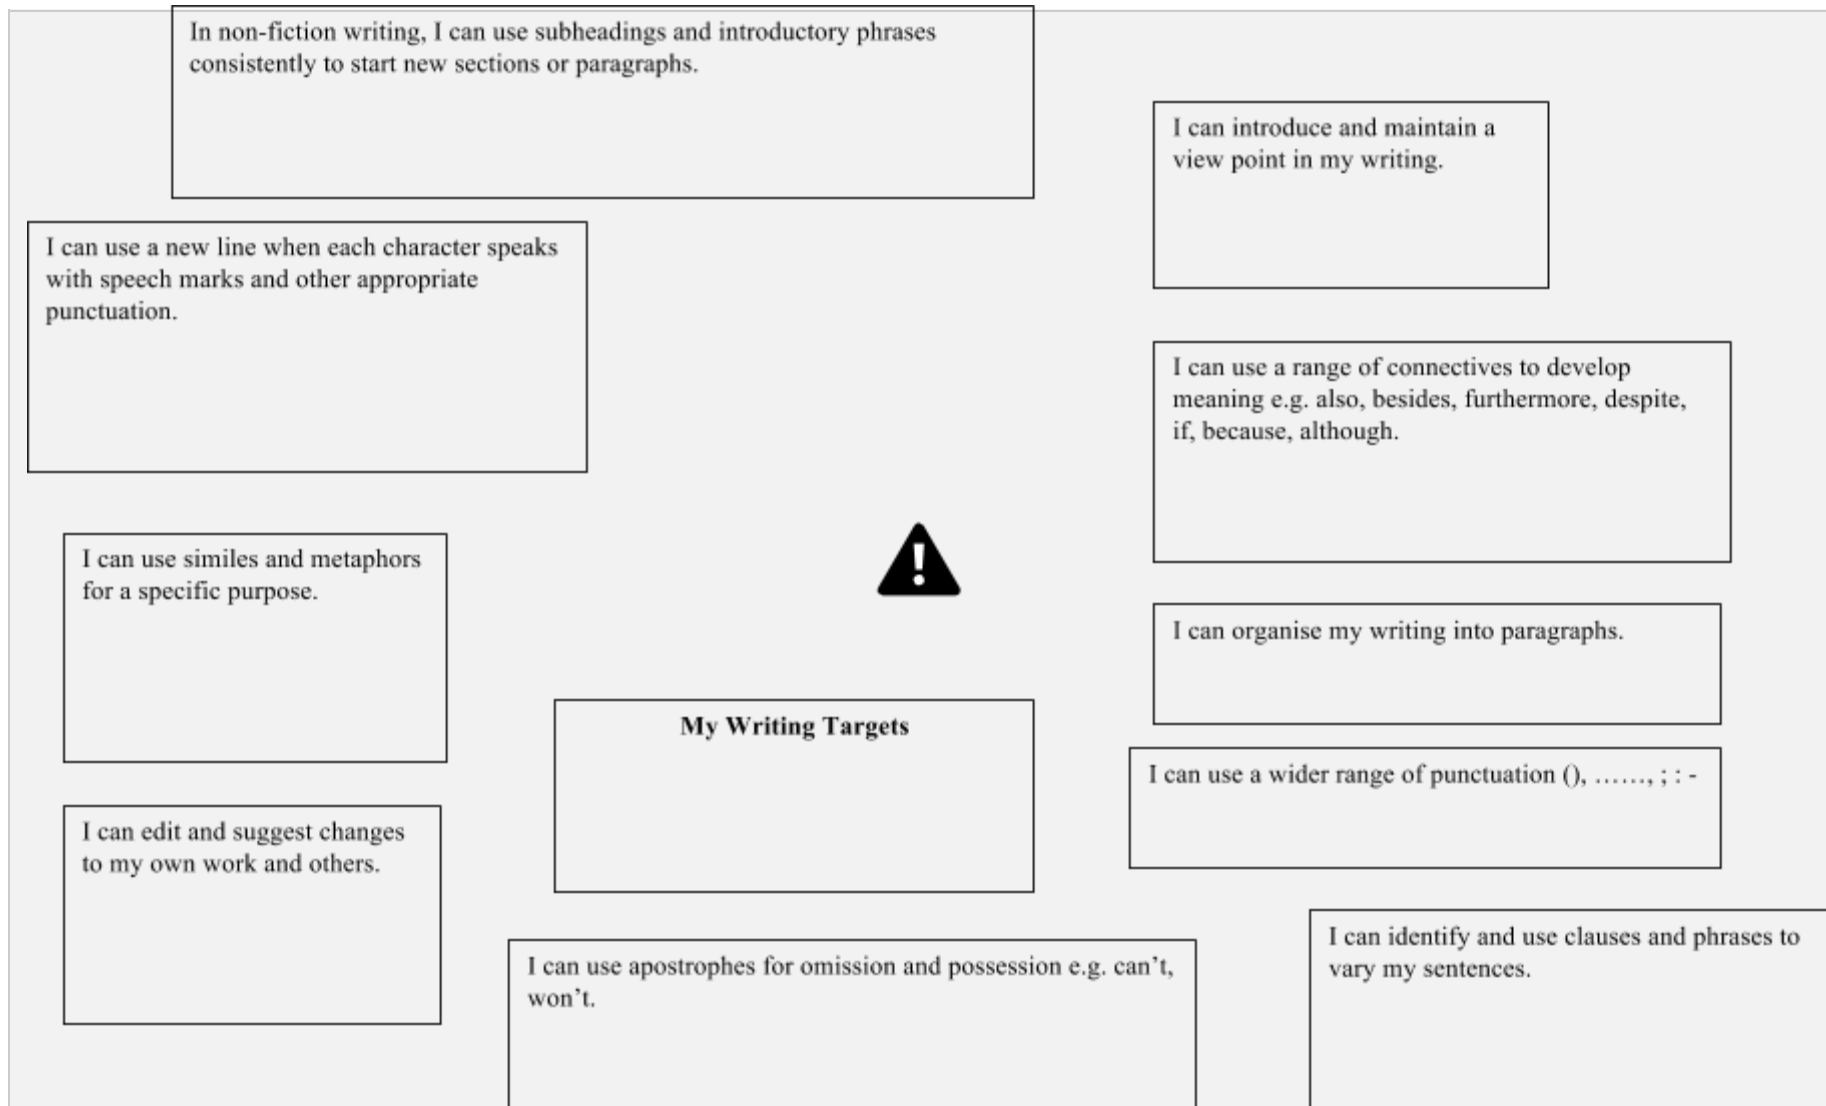 In non-fiction writing, I can use subheadings and introductory phrases
consistently to start new sections or paragraphs.
I can introduce and maintain a
view point in my writing.
I can use a new line when each character speaks
with speech marks and other appropriate
punctuation.
I can use a range of connectives to develop
meaning e.g. also, besides, furthermore, despite,
if, because, although.
I can use similes and metaphors
for a specific purpose.
I can organise my writing into paragraphs.
My Writing Targets
I can use a wider range of punctuation (), ……, ; : -
I can edit and suggest changes
to my own work and others.
I can use apostrophes for omission and possession e.g. can’t,
won’t.
I can identify and use clauses and phrases to
vary my sentences.